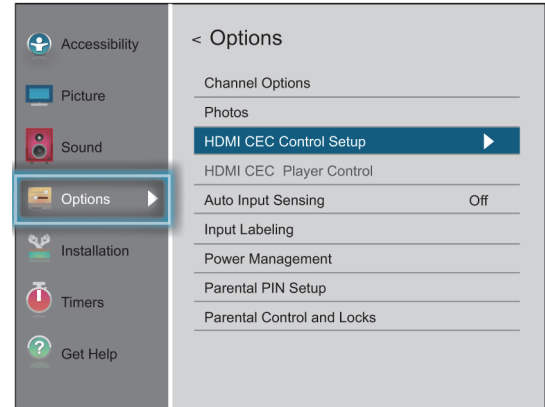 Accessibility
Picture
Sound
Options
Installation
Timers
Get Help
< Options
Channel Options
Photos
HDMI CEC Control Setup
HDMI CEC Player Control
Auto Input Sensing Off
Input Labeling
Power Management
Parental PIN Setup
Parental Control and Locks